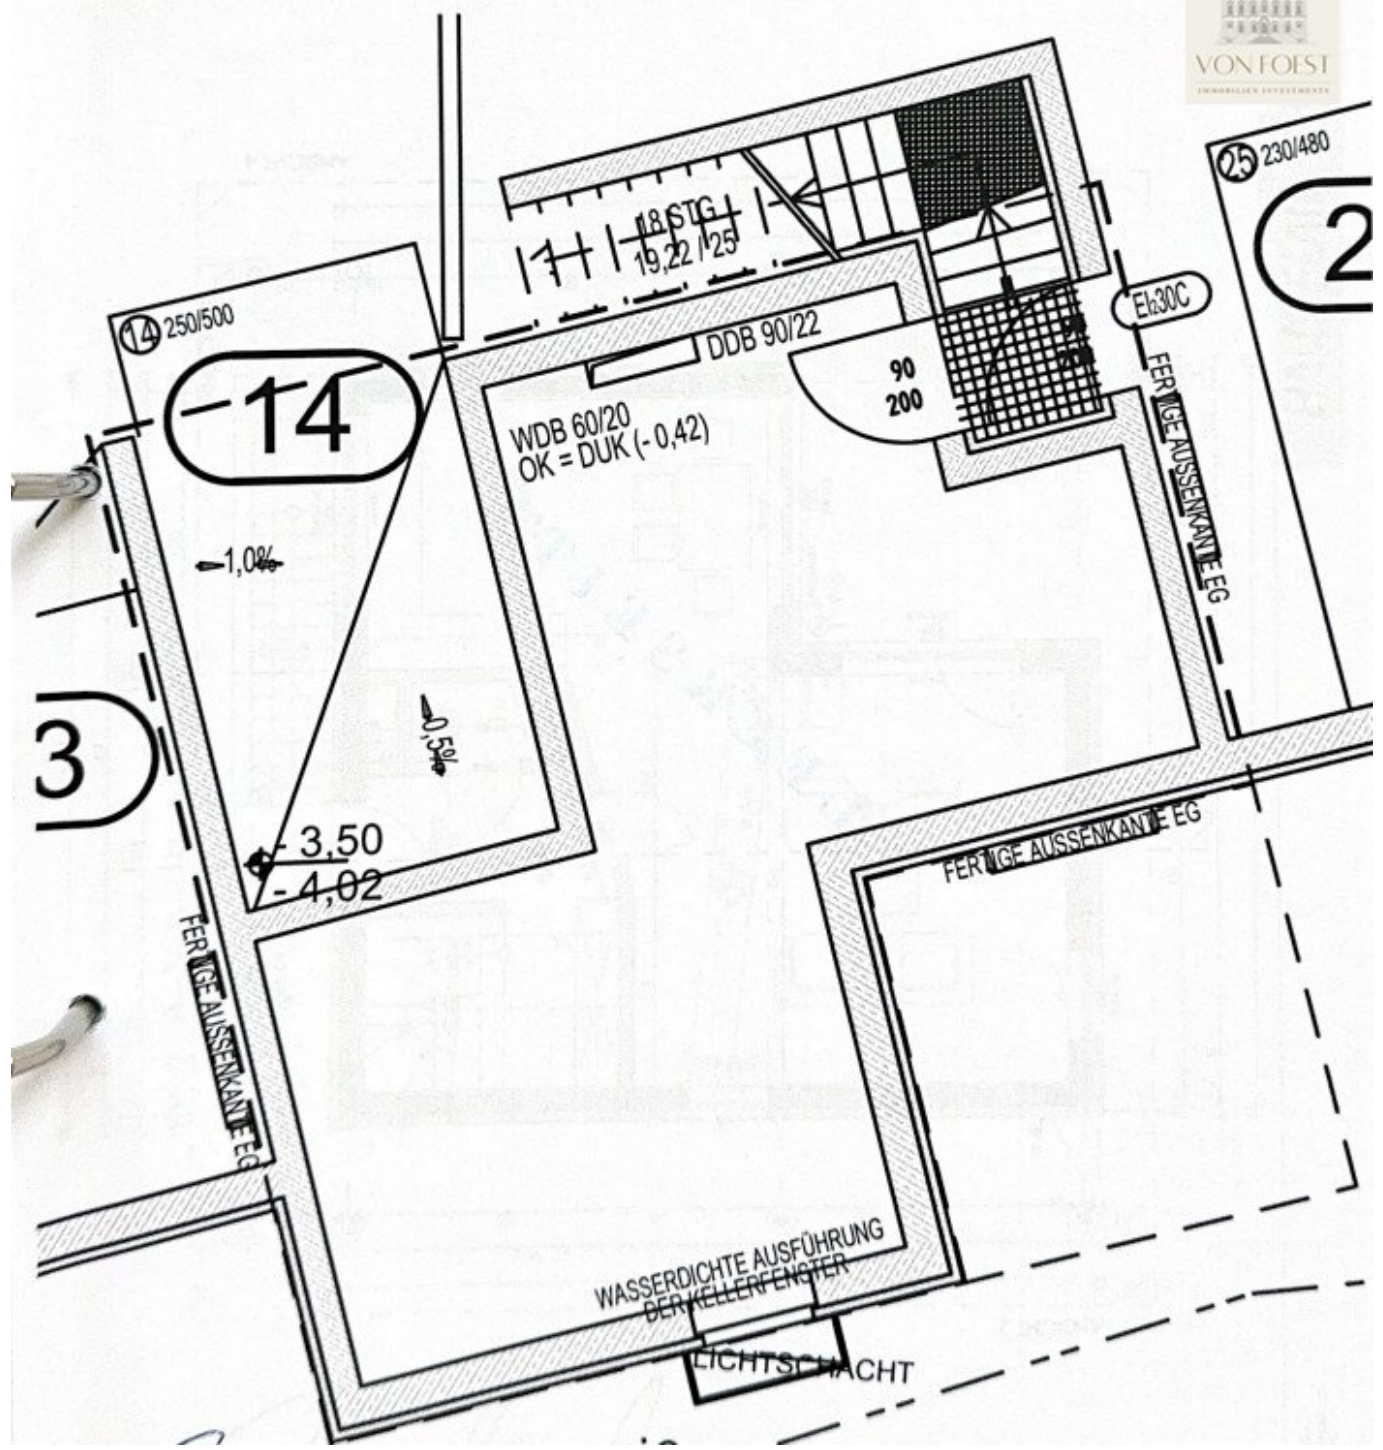 VON FOEST
IMMOBILIEN INVESTMENTS
25 230/480
2
18 STG
19,22 / 25
EI₂30C
14 250/500
14
DDB 90/22
90
200
WDB 60/20
OK = DUK (- 0,42)
FERTIGE AUSSENKANTE EG
1,0%
0,5%
3
- 3,50
- 4,02
FERTIGE AUSSENKANTE EG
FERTIGE AUSSENKANTE EG
WASSERDICHTE AUSFÜHRUNG
DER KELLERFENSTER
LICHTSCHACHT